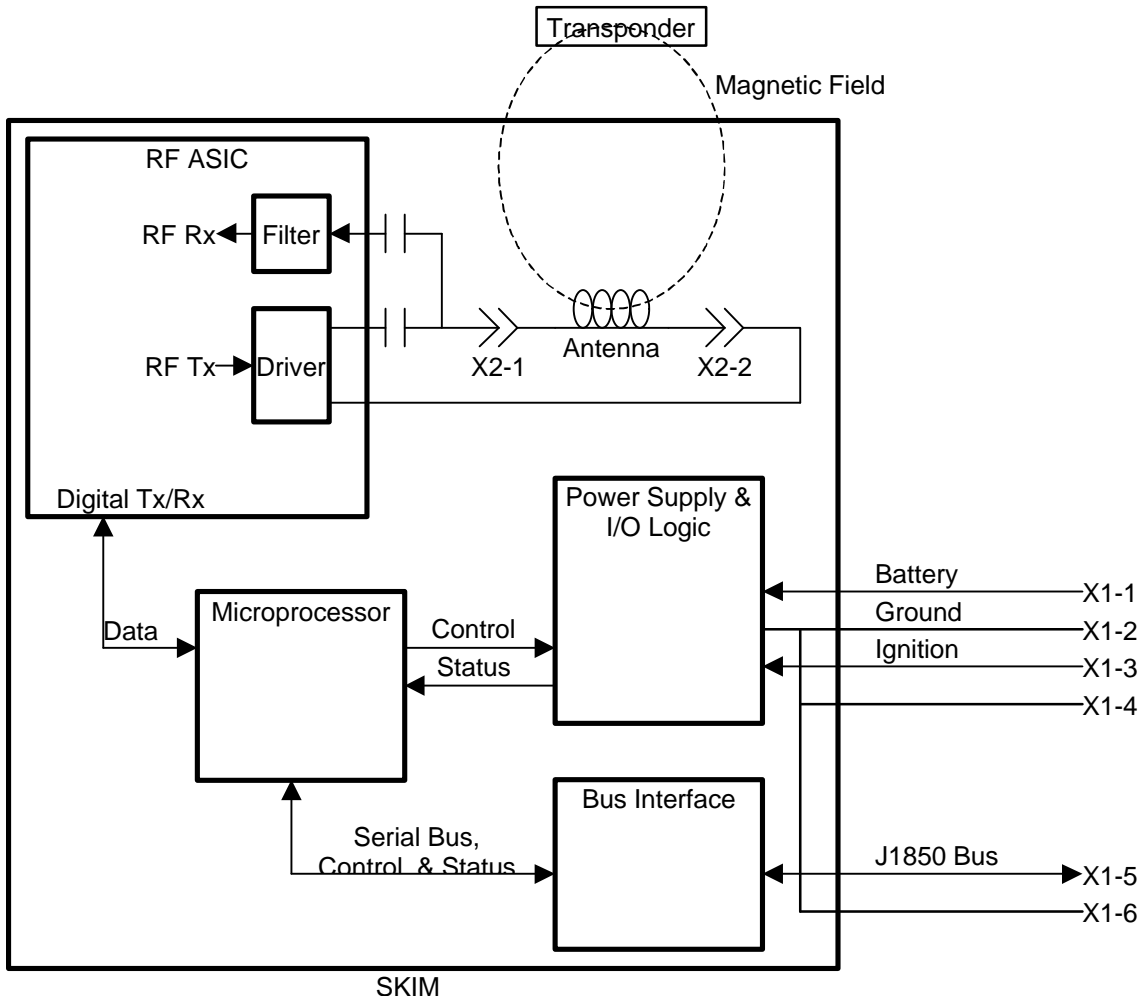 Transponder
Magnetic Field
RF ASIC
RF Rx
Filter
RF Tx
Driver
X2-1
Antenna
X2-2
Digital Tx/Rx
Power Supply &
I/O Logic
Battery
X1-1
Ground
X1-2
Ignition
X1-3
X1-4
Microprocessor
Data
Control
Status
Bus Interface
Serial Bus,
Control, & Status
J1850 Bus
X1-5
X1-6
SKIM